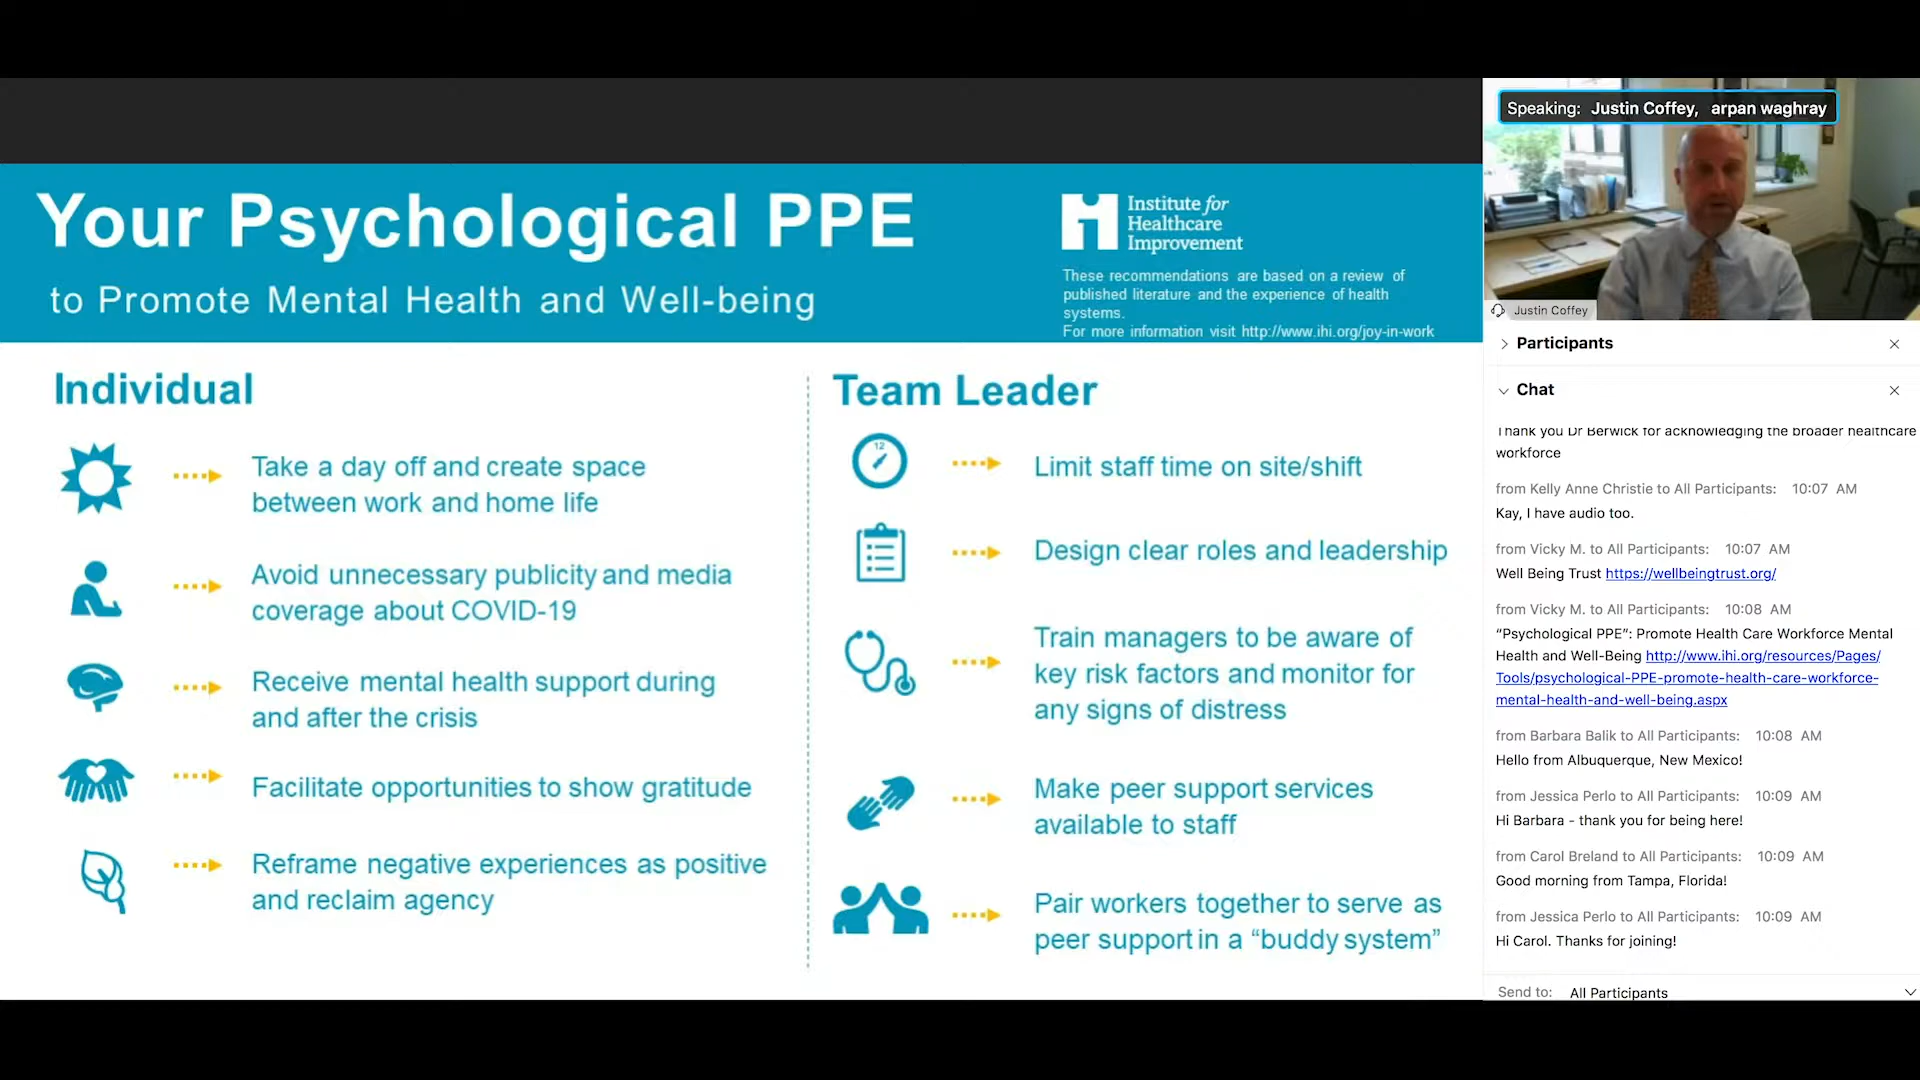 Your Psychological PPE
to Promote Mental Health and Well-being
Institute for
Healthcare
Improvement
These recommendations are based on a review of
published literature and the experience of health
systems.
For more information visit http://www.ihi.org/joy-in-work
Individual
Take a day off and create space
between work and home life
Avoid unnecessary publicity and media
coverage about COVID-19
Receive mental health support during
and after the crisis
Facilitate opportunities to show gratitude
Reframe negative experiences as positive
and reclaim agency
Team Leader
12
Limit staff time on site/shift
Design clear roles and leadership
Train managers to be aware of
key risk factors and monitor for
any signs of distress
Make peer support services
available to staff
Pair workers together to serve as
peer support in a “buddy system”
Speaking: Justin Coffey, arpan waghray
Justin Coffey
Participants
Chat
Thank you Dr Berwick for acknowledging the broader healthcare
workforce
from Kelly Anne Christie to All Participants: 10:07 AM
Kay, I have audio too.
from Vicky M. to All Participants: 10:07 AM
Well Being Trust https://wellbeingtrust.org/
from Vicky M. to All Participants: 10:08 AM
“Psychological PPE”: Promote Health Care Workforce Mental
Health and Well-Being http://www.ihi.org/resources/Pages/
Tools/psychological-PPE-promote-health-care-workforce-
mental-health-and-well-being.aspx
from Barbara Balik to All Participants: 10:08 AM
Hello from Albuquerque, New Mexico!
from Jessica Perlo to All Participants: 10:09 AM
Hi Barbara - thank you for being here!
from Carol Breland to All Participants: 10:09 AM
Good morning from Tampa, Florida!
from Jessica Perlo to All Participants: 10:09 AM
Hi Carol. Thanks for joining!
Send to: All Participants